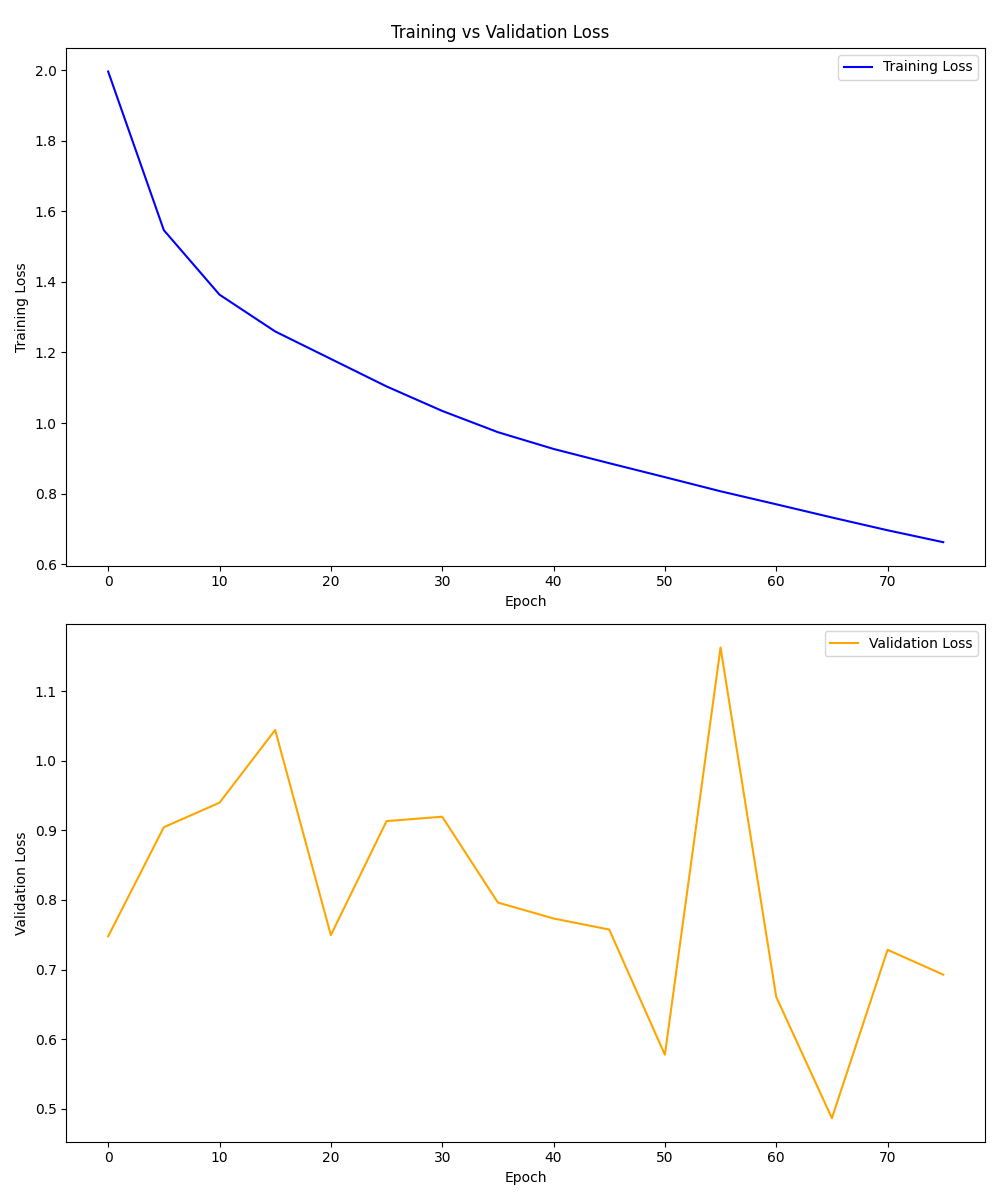 Training vs Validation Loss
Training Loss
2.0
1.8
1.6
1.4
1.2
1.0
0.8
0.6
Training Loss
0 10 20 30 40 50 60 70
Epoch
Validation Loss
1.1
1.0
0.9
0.8
0.7
0.6
0.5
Validation Loss
0 10 20 30 40 50 60 70
Epoch